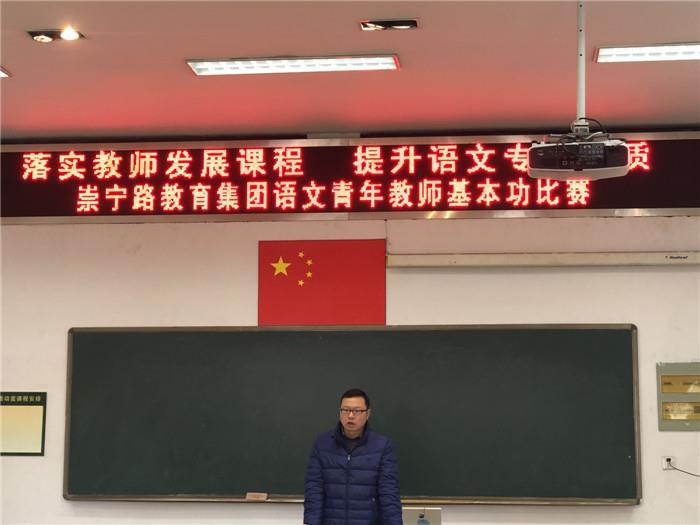 落实教师发展课程 提升语文专 质
崇宁路教育集团语文青年教师基本功比赛